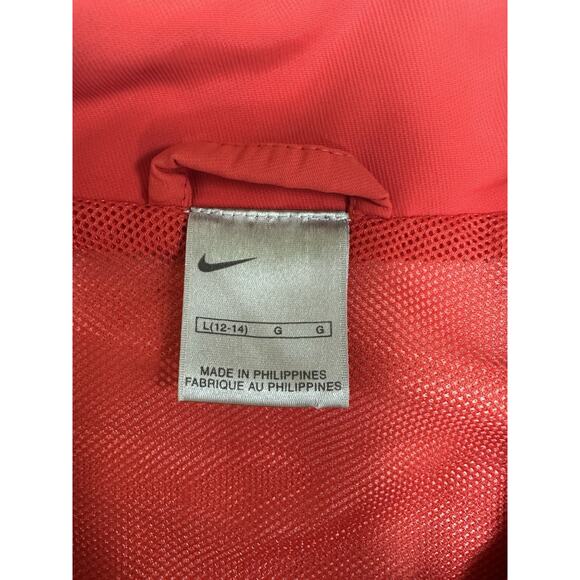 L(12-14) G G
MADE IN PHILIPPINES
FABRIQUE AU PHILIPPINES